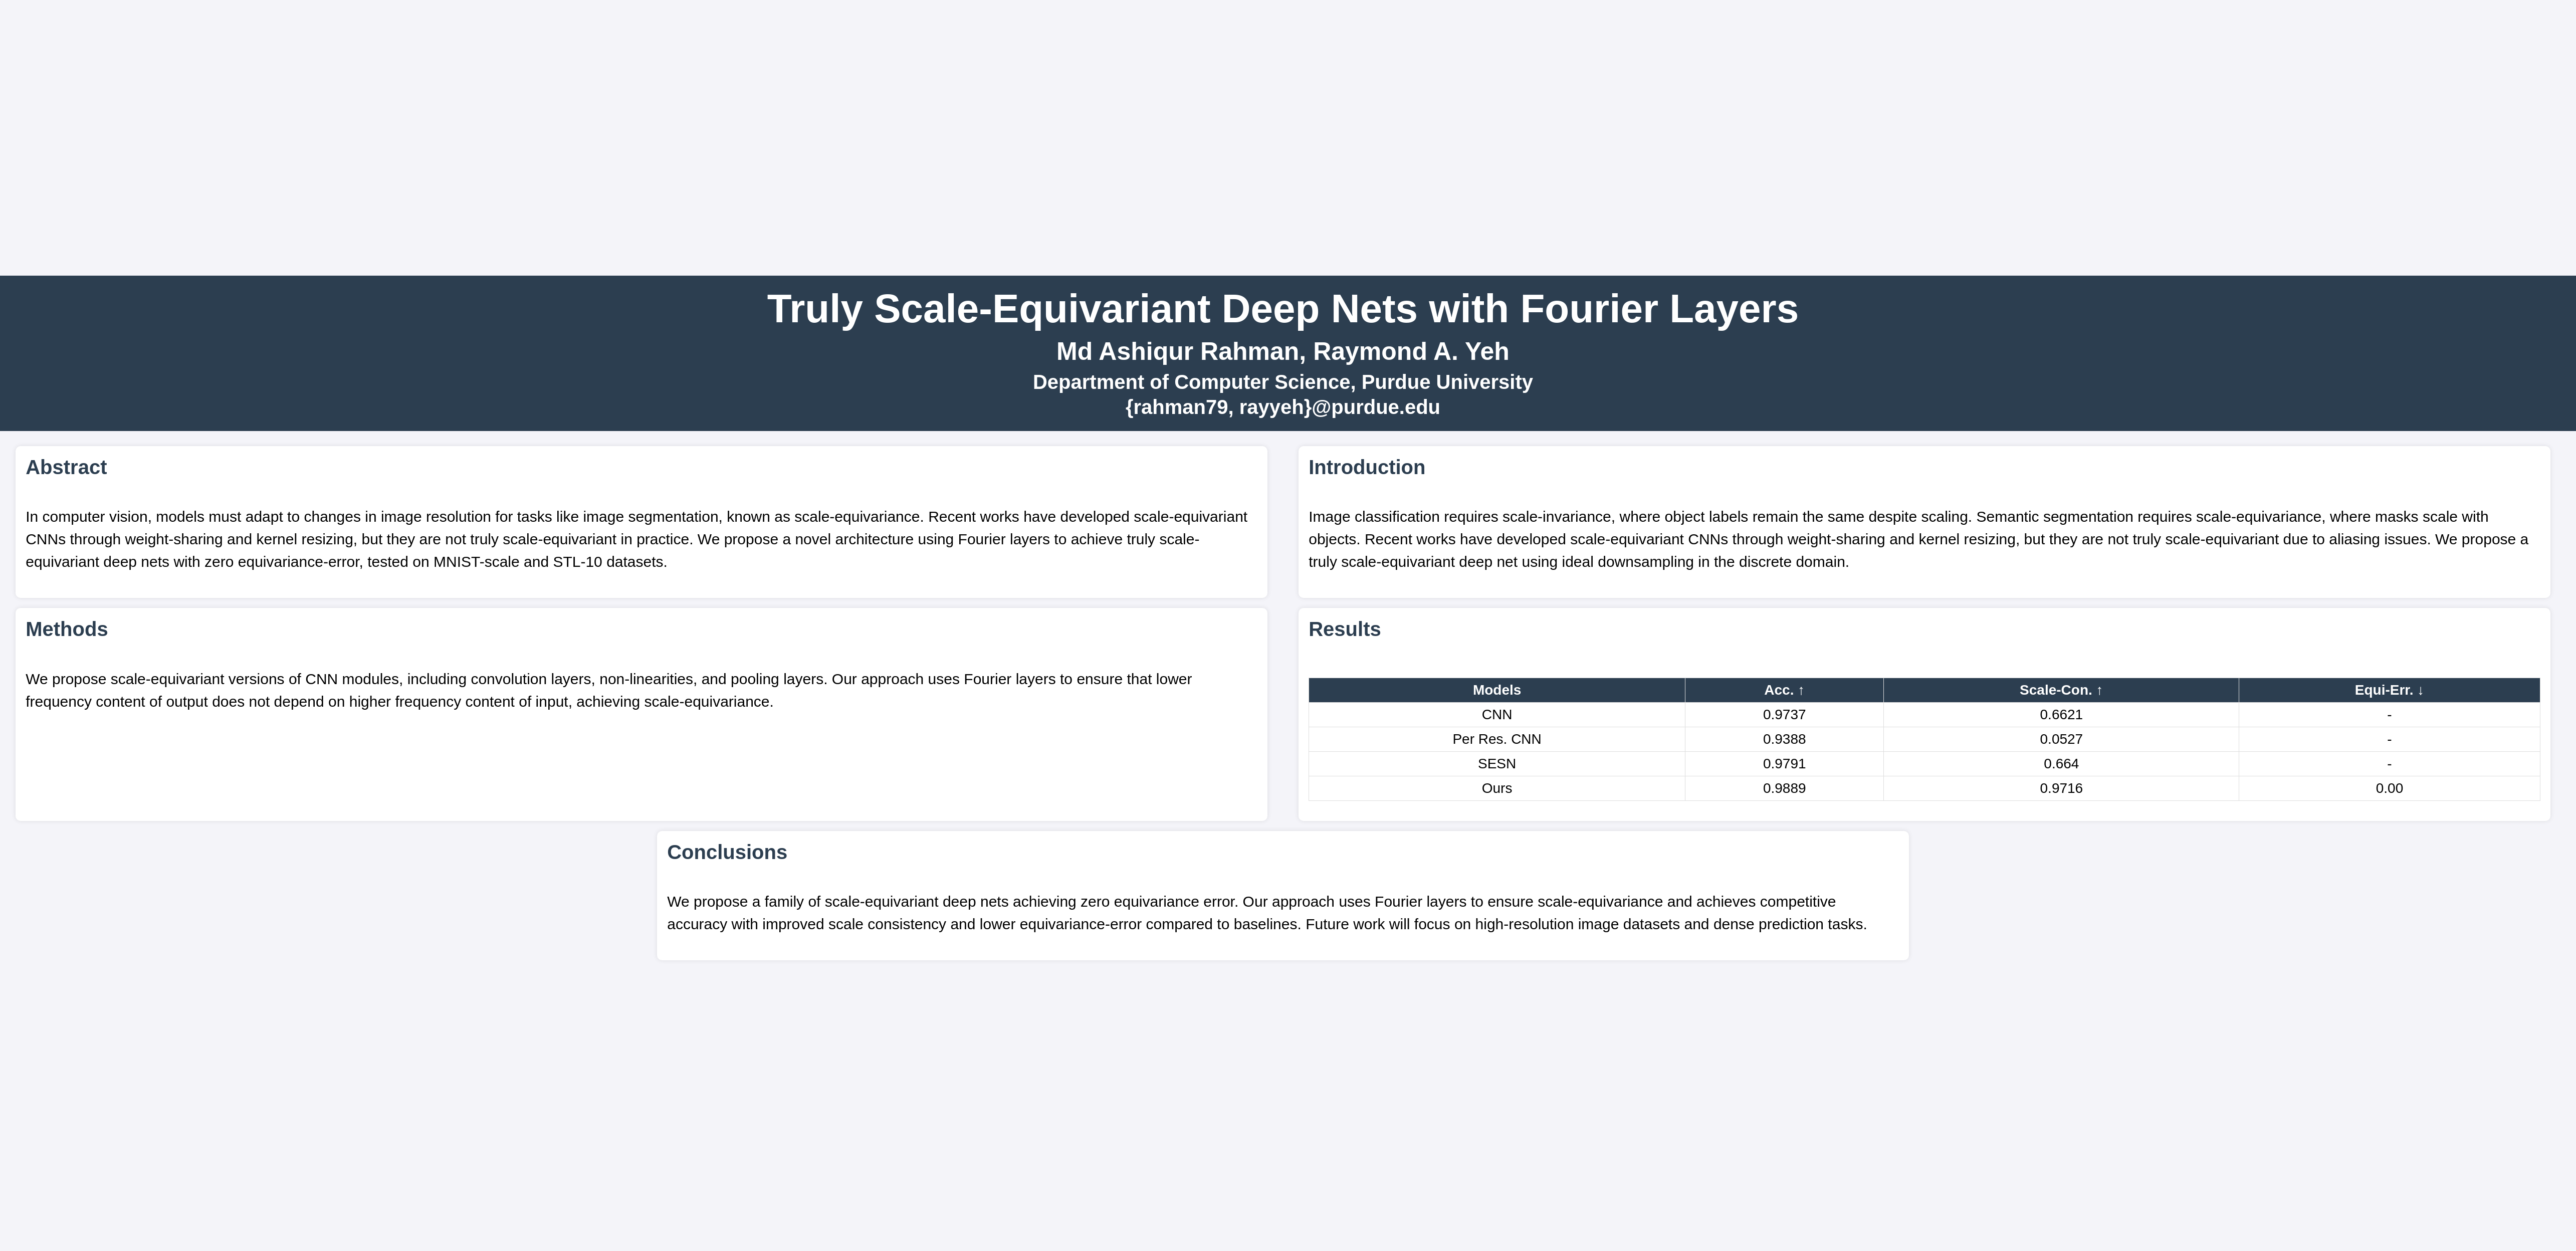 Truly Scale-Equivariant Deep Nets with Fourier Layers
Md Ashiqur Rahman, Raymond A. Yeh
Department of Computer Science, Purdue University
{rahman79, rayyeh}@purdue.edu
Abstract
In computer vision, models must adapt to changes in image resolution for tasks like image segmentation, known as scale-equivariance. Recent works have developed scale-equivariant
CNNs through weight-sharing and kernel resizing, but they are not truly scale-equivariant in practice. We propose a novel architecture using Fourier layers to achieve truly scale-
equivariant deep nets with zero equivariance-error, tested on MNIST-scale and STL-10 datasets.
Introduction
Image classification requires scale-invariance, where object labels remain the same despite scaling. Semantic segmentation requires scale-equivariance, where masks scale with
objects. Recent works have developed scale-equivariant CNNs through weight-sharing and kernel resizing, but they are not truly scale-equivariant due to aliasing issues. We propose a
truly scale-equivariant deep net using ideal downsampling in the discrete domain.
Methods
We propose scale-equivariant versions of CNN modules, including convolution layers, non-linearities, and pooling layers. Our approach uses Fourier layers to ensure that lower
frequency content of output does not depend on higher frequency content of input, achieving scale-equivariance.
Results
Models Acc. ↑ Scale-Con. ↑ Equi-Err. ↓
CNN 0.9737 0.6621 -
Per Res. CNN 0.9388 0.0527 -
SESN 0.9791 0.664 -
Ours 0.9889 0.9716 0.00
Conclusions
We propose a family of scale-equivariant deep nets achieving zero equivariance error. Our approach uses Fourier layers to ensure scale-equivariance and achieves competitive
accuracy with improved scale consistency and lower equivariance-error compared to baselines. Future work will focus on high-resolution image datasets and dense prediction tasks.